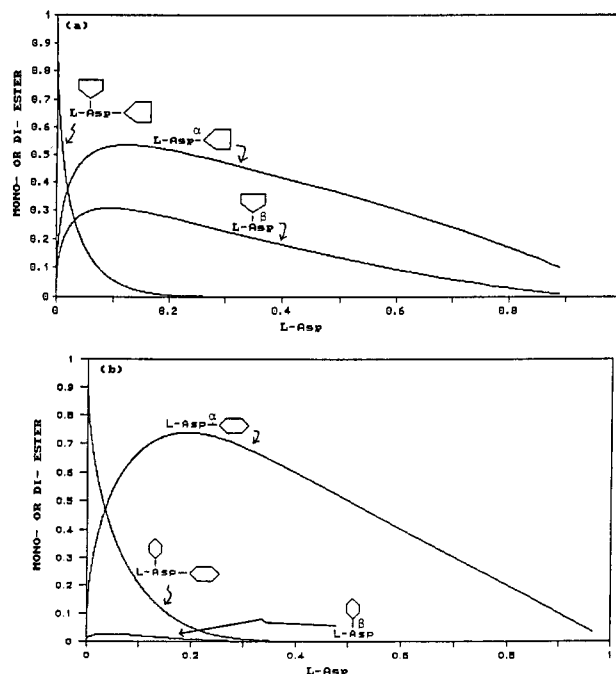 (a)
1
0.9
0.8
0.7
0.6
0.5
0.4
0.3
0.2
0.1
0
MONO- OR DI- ESTER
L-Asp
L-Asp α
L-Asp β
0 0.2 0.4 0.6 0.8
L-Asp
(b)
1
0.9
0.8
0.7
0.6
0.5
0.4
0.3
0.2
0.1
0
MONO- OR DI- ESTER
L-Asp α
L-Asp
L-Asp β
0 0.2 0.4 0.6 0.8 1
L-Asp